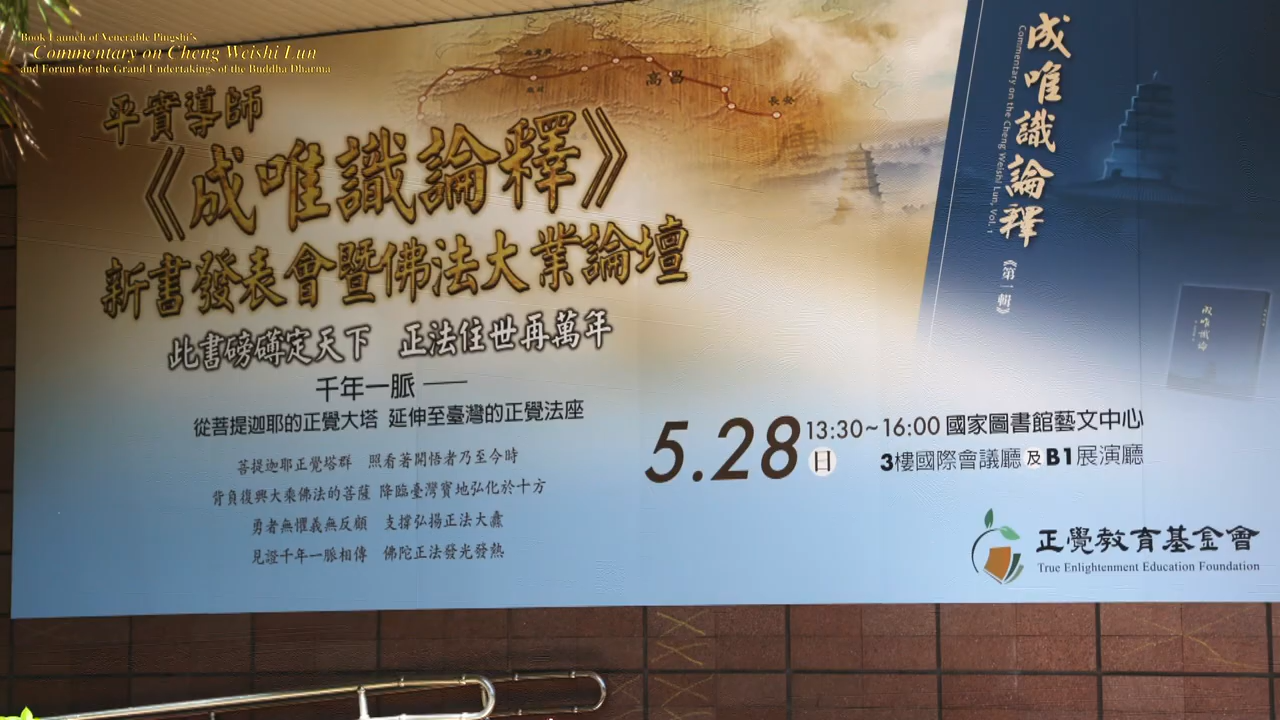 Book Launch of Venerable Pingshi's
Commentary on Cheng Weishi Lun
and Forum for the Grand Undertakings of the Buddha Dharma
平實導師
《成唯識論釋》
新書發表會暨佛法大業論壇
此書磅礡定天下 正法住世再萬年
千年一脈 ——
從菩提迦耶的正覺大塔 延伸至臺灣的正覺法座
菩提迦耶正覺塔群 照看著開悟者乃至今時
背負復興大乘佛法的菩薩 降臨臺灣寶地弘化於十方
勇者無懼義無反顧 支撐弘揚正法大纛
見證千年一脈相傳 佛陀正法發光發熱
高昌
長安
成唯識論釋
Commentary on the Cheng Weishi Lun, Vol. 1
《第一輯》
成唯識論
5.28 日
13:30~16:00 國家圖書館藝文中心
3樓國際會議廳及B1展演廳
正覺教育基金會
True Enlightenment Education Foundation